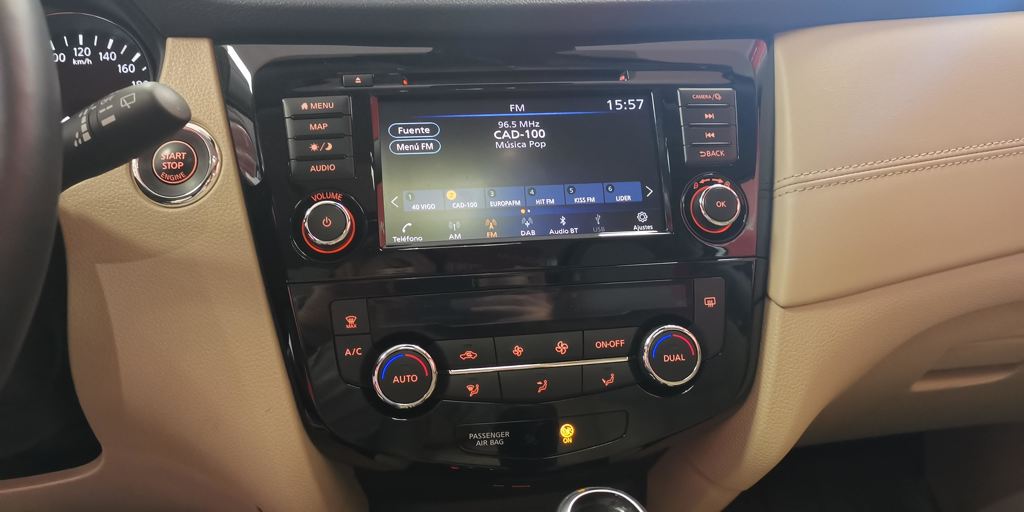 120 140
km/h 160
180
OFF
START
STOP
ENGINE
MENU
MAP
AUDIO
VOLUME
FM 15:57
Fuente
Menú FM
96.5 MHz
CAD-100
Música Pop
1 2 3 4 5 6
40 VIGO CAD-100 EUROPAFM HIT FM KISS FM LIDER
Teléfono AM FM DAB Audio BT USB Ajustes
CAMERA
BACK
OK
MAX
A/C
AUTO
ON-OFF
DUAL
PASSENGER
AIR BAG
ON